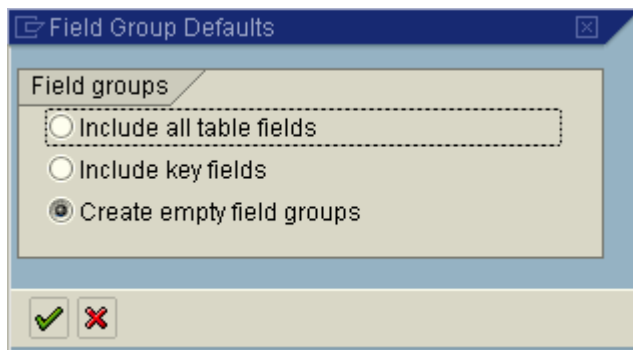 Field Group Defaults
Field groups
Include all table fields
Include key fields
Create empty field groups